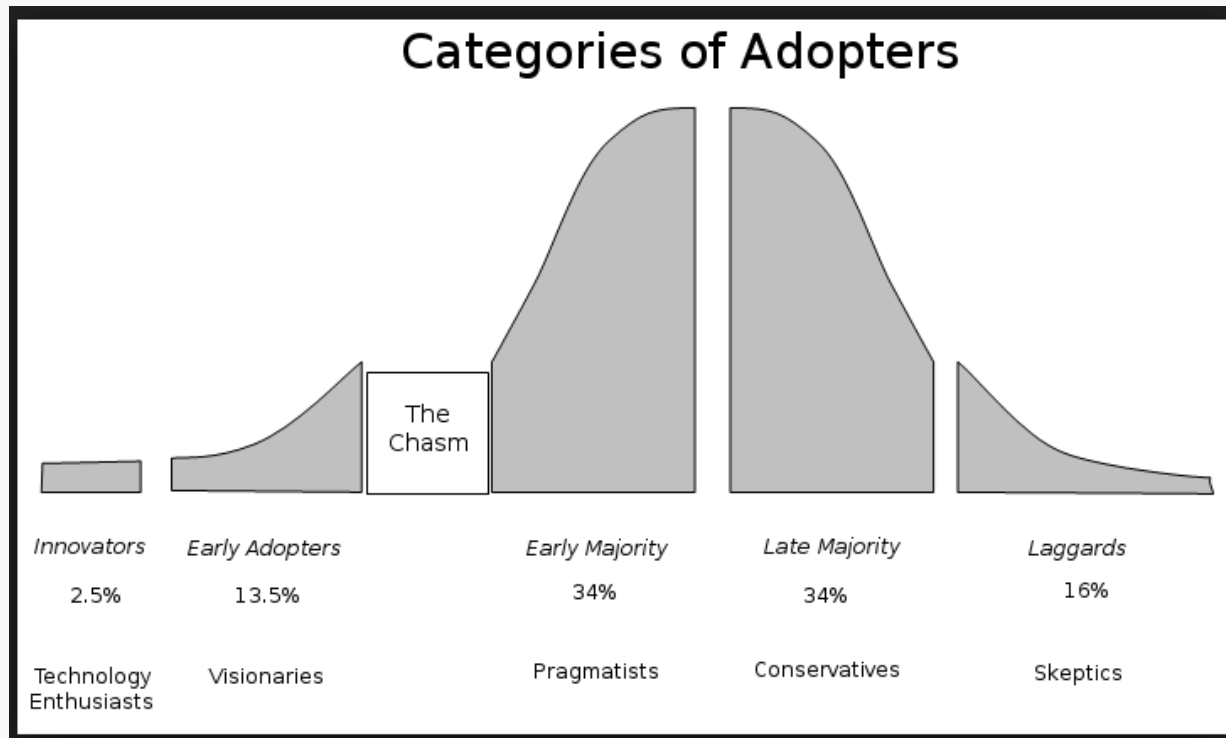 Categories of Adopters
The
Chasm
Innovators
Early Adopters
Early Majority
Late Majority
Laggards
2.5%
13.5%
34%
34%
16%
Technology
Enthusiasts
Visionaries
Pragmatists
Conservatives
Skeptics